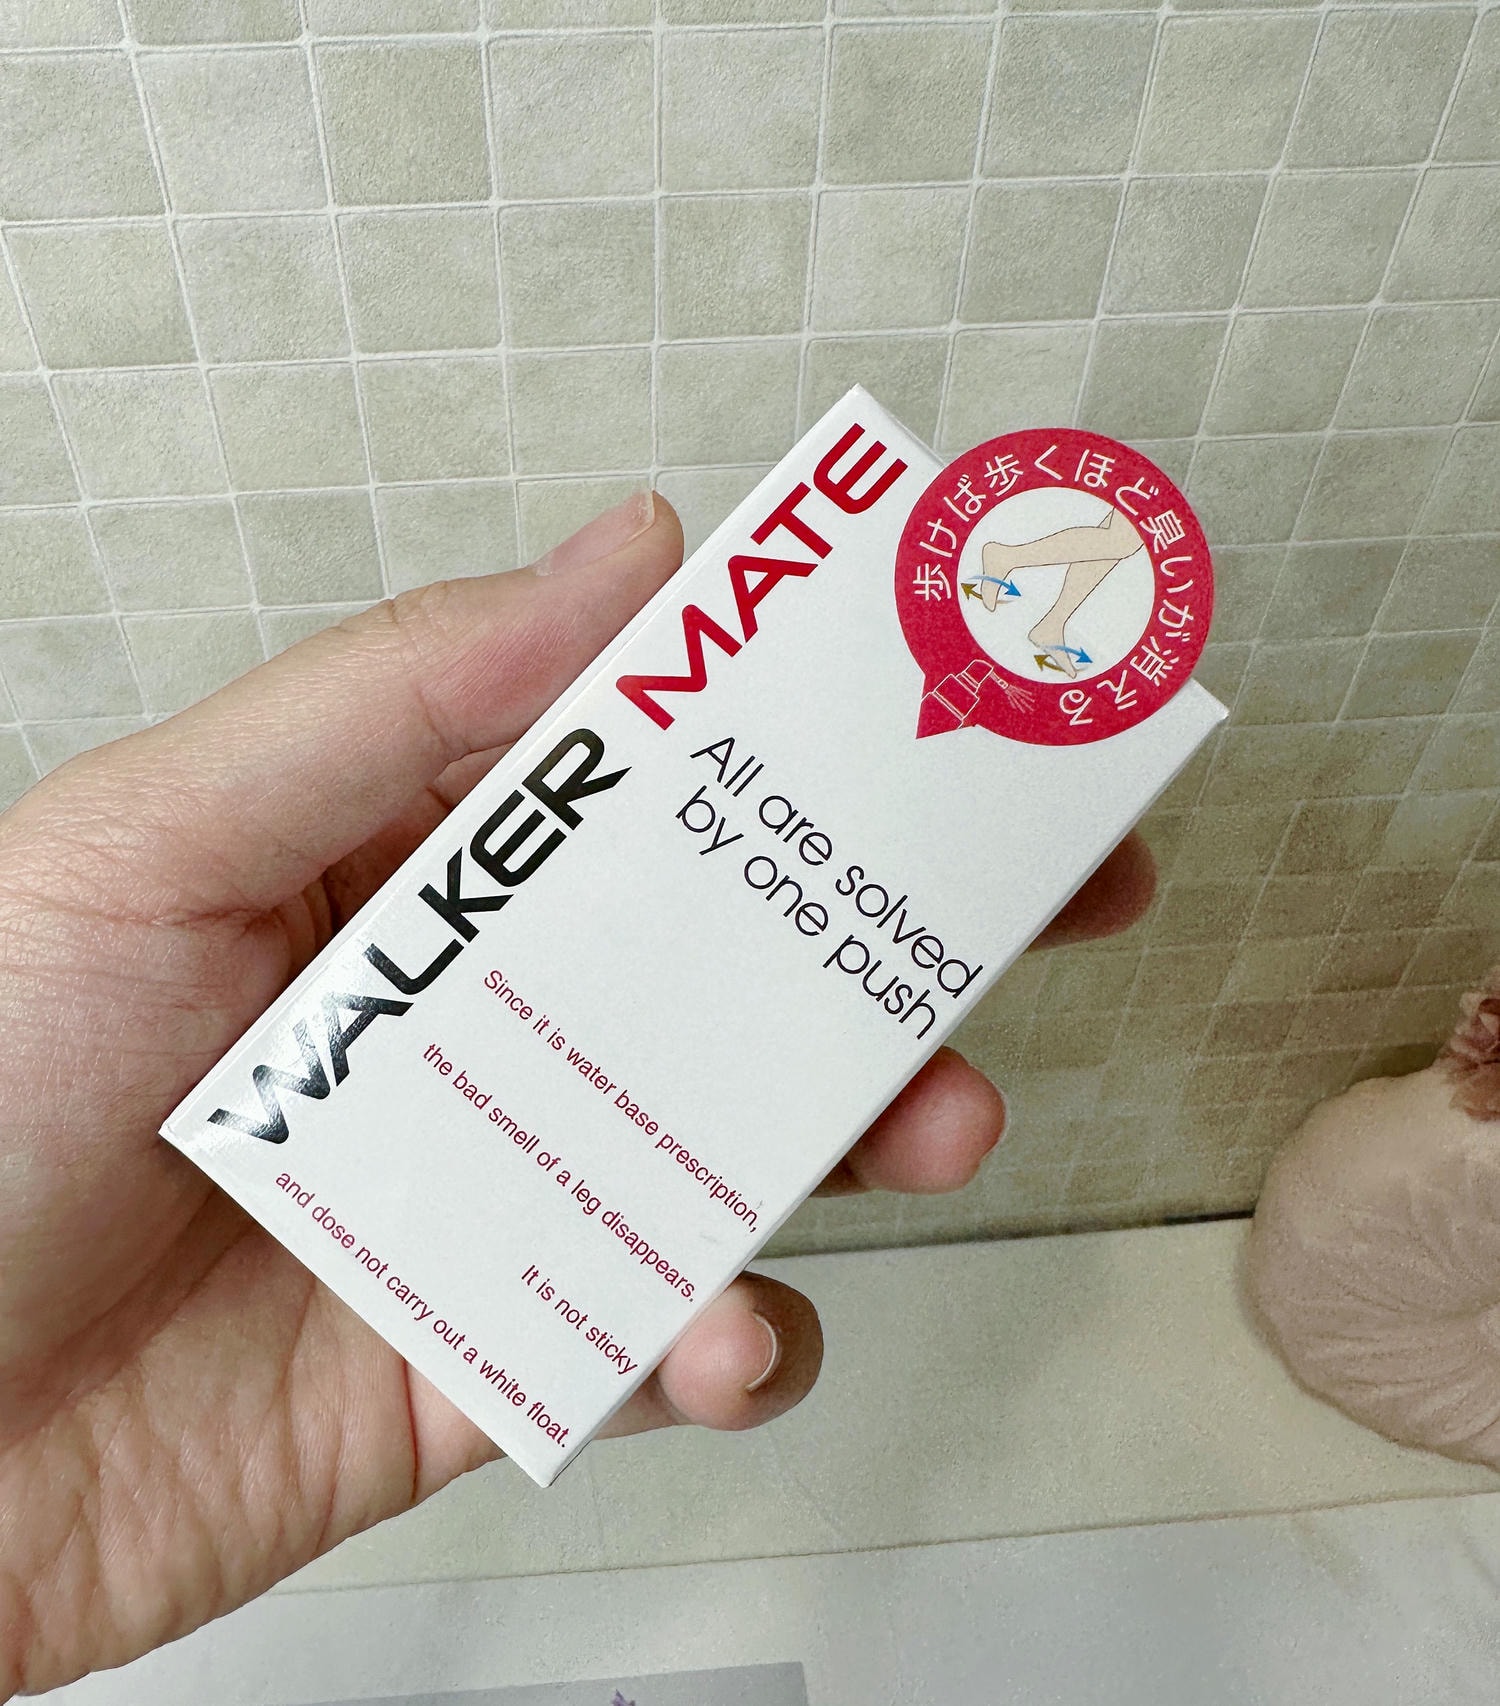 WALKER MATE
歩けば歩くほど臭いが消える
All are solved
by one push
Since it is water base prescription,
the bad smell of a leg disappears.
It is not sticky
and dose not carry out a white float.